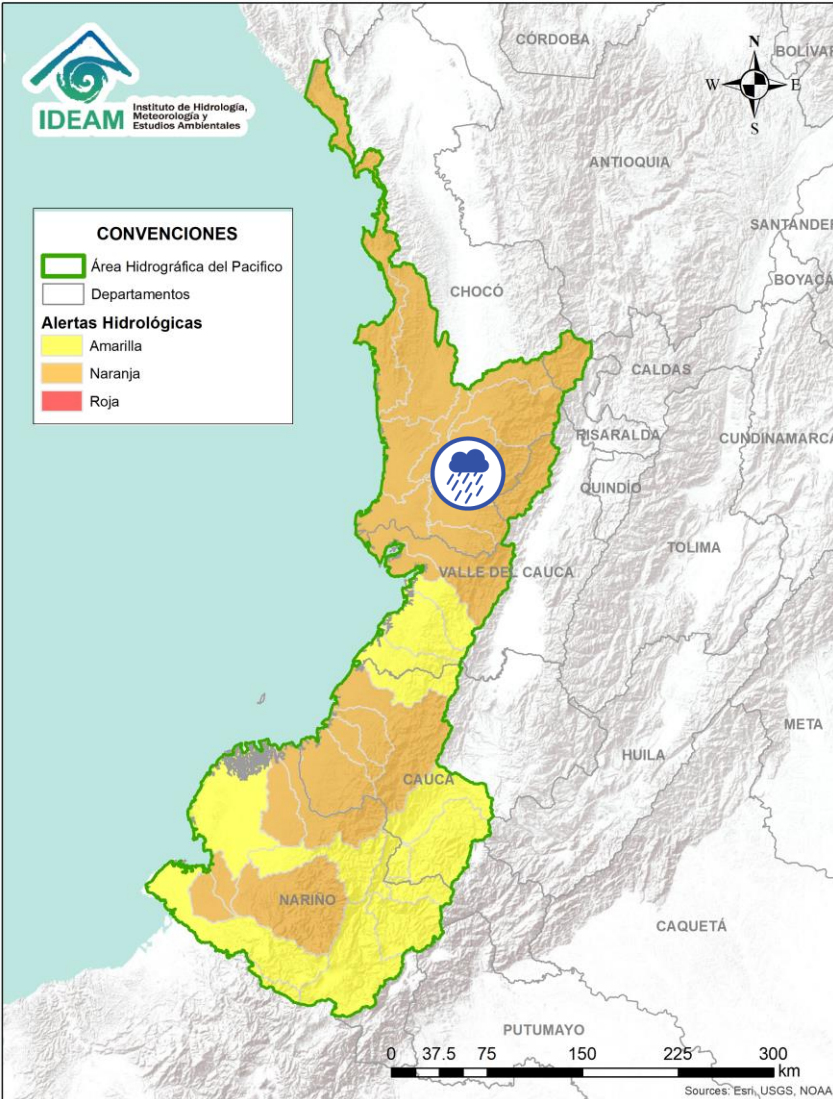 IDEAM
Instituto de Hidrología,
Meteorología y
Estudios Ambientales
N
W
E
S
CONVENCIONES
Área Hidrográfica del Pacifico
Departamentos
Alertas Hidrológicas
Amarilla
Naranja
Roja
CÓRDOBA
BOLÍVAR
ANTIOQUIA
SANTANDER
BOYACÁ
CHOCÓ
CALDAS
RISARALDA
CUNDINAMARCA
QUINDÍO
TOLIMA
VALLE DEL CAUCA
META
HUILA
CAUCA
NARIÑO
CAQUETÁ
PUTUMAYO
0 37.5 75 150 225 300
km
Sources: Esri, USGS, NOAA